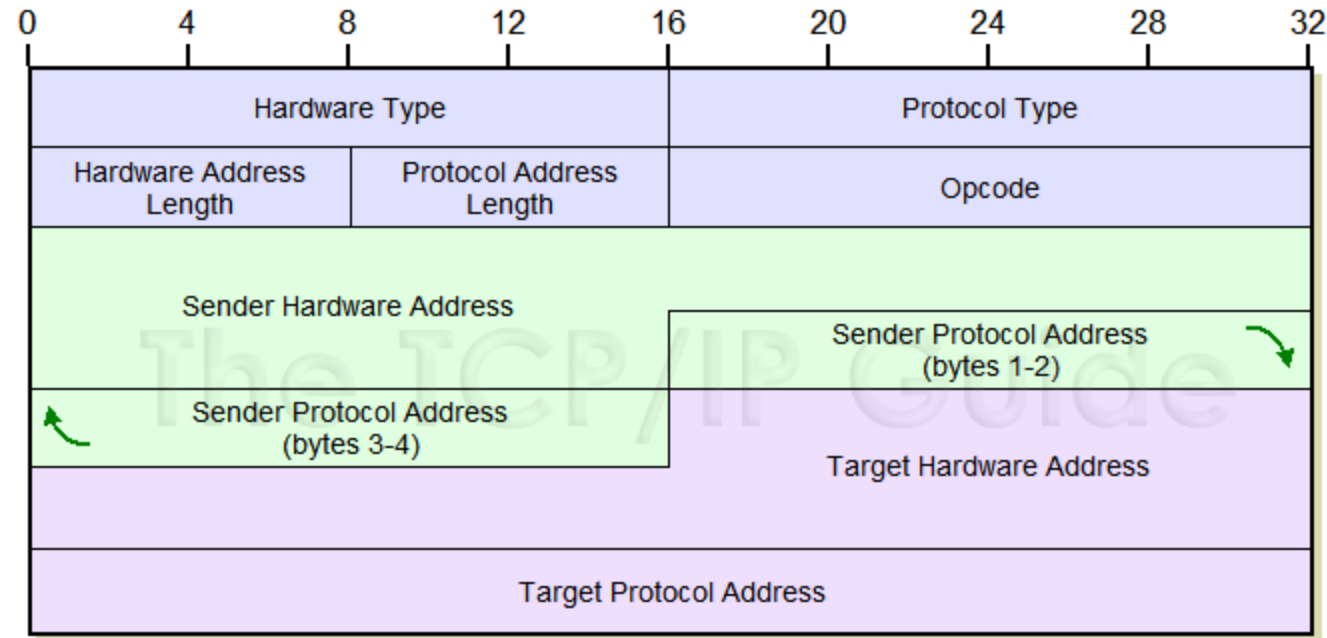 0 4 8 12 16 20 24 28 32
Hardware Type
Protocol Type
Hardware Address
Length
Protocol Address
Length
Opcode
Sender Hardware Address
Sender Protocol Address
(bytes 1-2)
The TCP/IP Guide
Sender Protocol Address
(bytes 3-4)
Target Hardware Address
Target Protocol Address